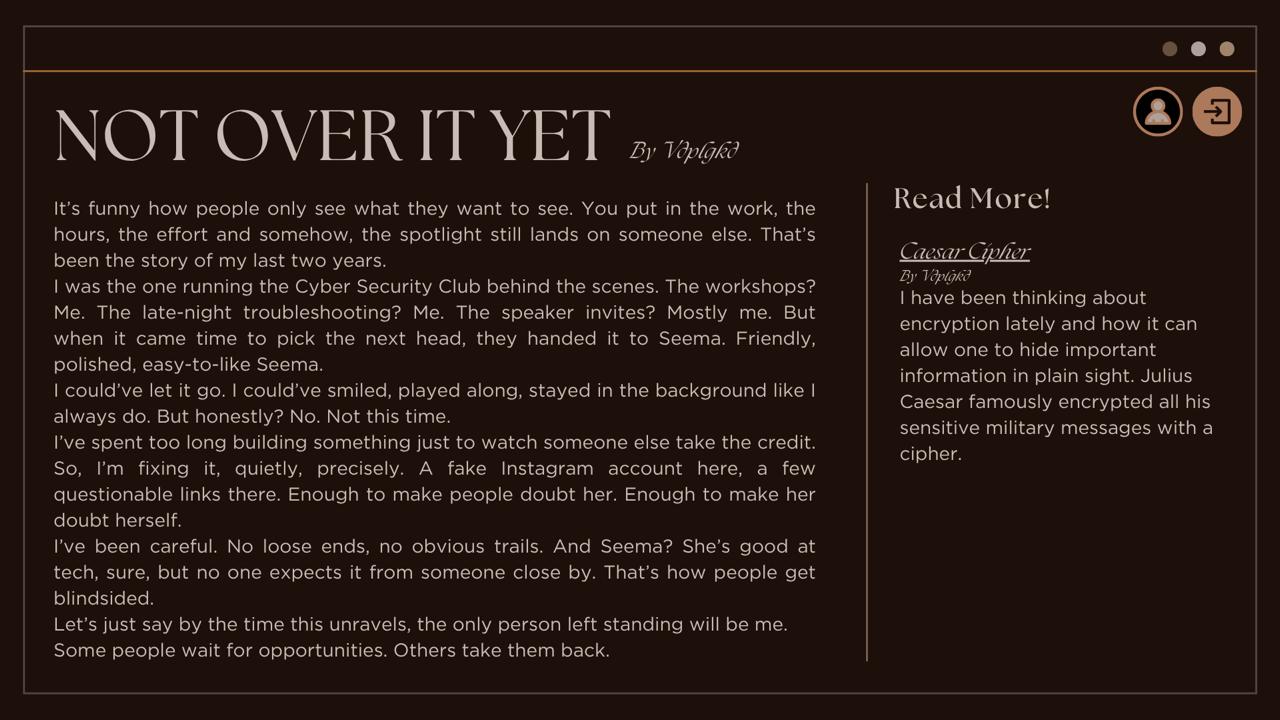 NOT OVER IT YET By Vdplgkd
It’s funny how people only see what they want to see. You put in the work, the
hours, the effort and somehow, the spotlight still lands on someone else. That’s
been the story of my last two years.
I was the one running the Cyber Security Club behind the scenes. The workshops?
Me. The late-night troubleshooting? Me. The speaker invites? Mostly me. But
when it came time to pick the next head, they handed it to Seema. Friendly,
polished, easy-to-like Seema.
I could’ve let it go. I could’ve smiled, played along, stayed in the background like I
always do. But honestly? No. Not this time.
I’ve spent too long building something just to watch someone else take the credit.
So, I’m fixing it, quietly, precisely. A fake Instagram account here, a few
questionable links there. Enough to make people doubt her. Enough to make her
doubt herself.
I’ve been careful. No loose ends, no obvious trails. And Seema? She’s good at
tech, sure, but no one expects it from someone close by. That’s how people get
blindsided.
Let’s just say by the time this unravels, the only person left standing will be me.
Some people wait for opportunities. Others take them back.
Read More!
Caesar Cipher
By Vdplgkd
I have been thinking about
encryption lately and how it can
allow one to hide important
information in plain sight. Julius
Caesar famously encrypted all his
sensitive military messages with a
cipher.